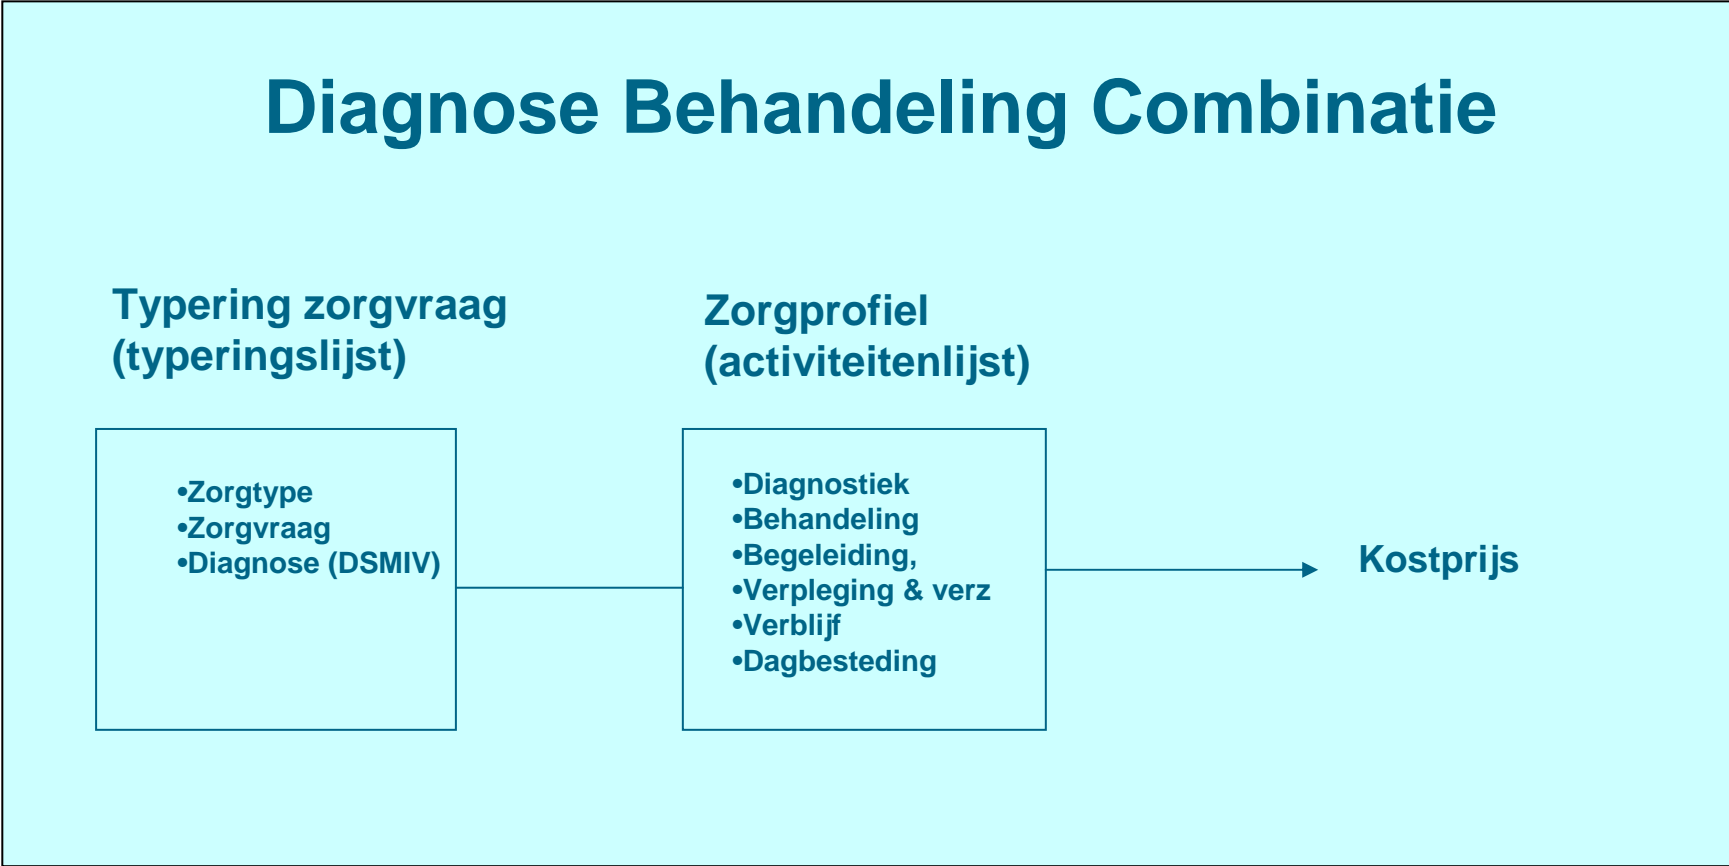 Diagnose Behandeling Combinatie
Typering zorgvraag
(typeringslijst)
•Zorgtype
•Zorgvraag
•Diagnose (DSMIV)
Zorgprofiel
(activiteitenlijst)
•Diagnostiek
•Behandeling
•Begeleiding,
•Verpleging & verz
•Verblijf
•Dagbesteding
Kostprijs